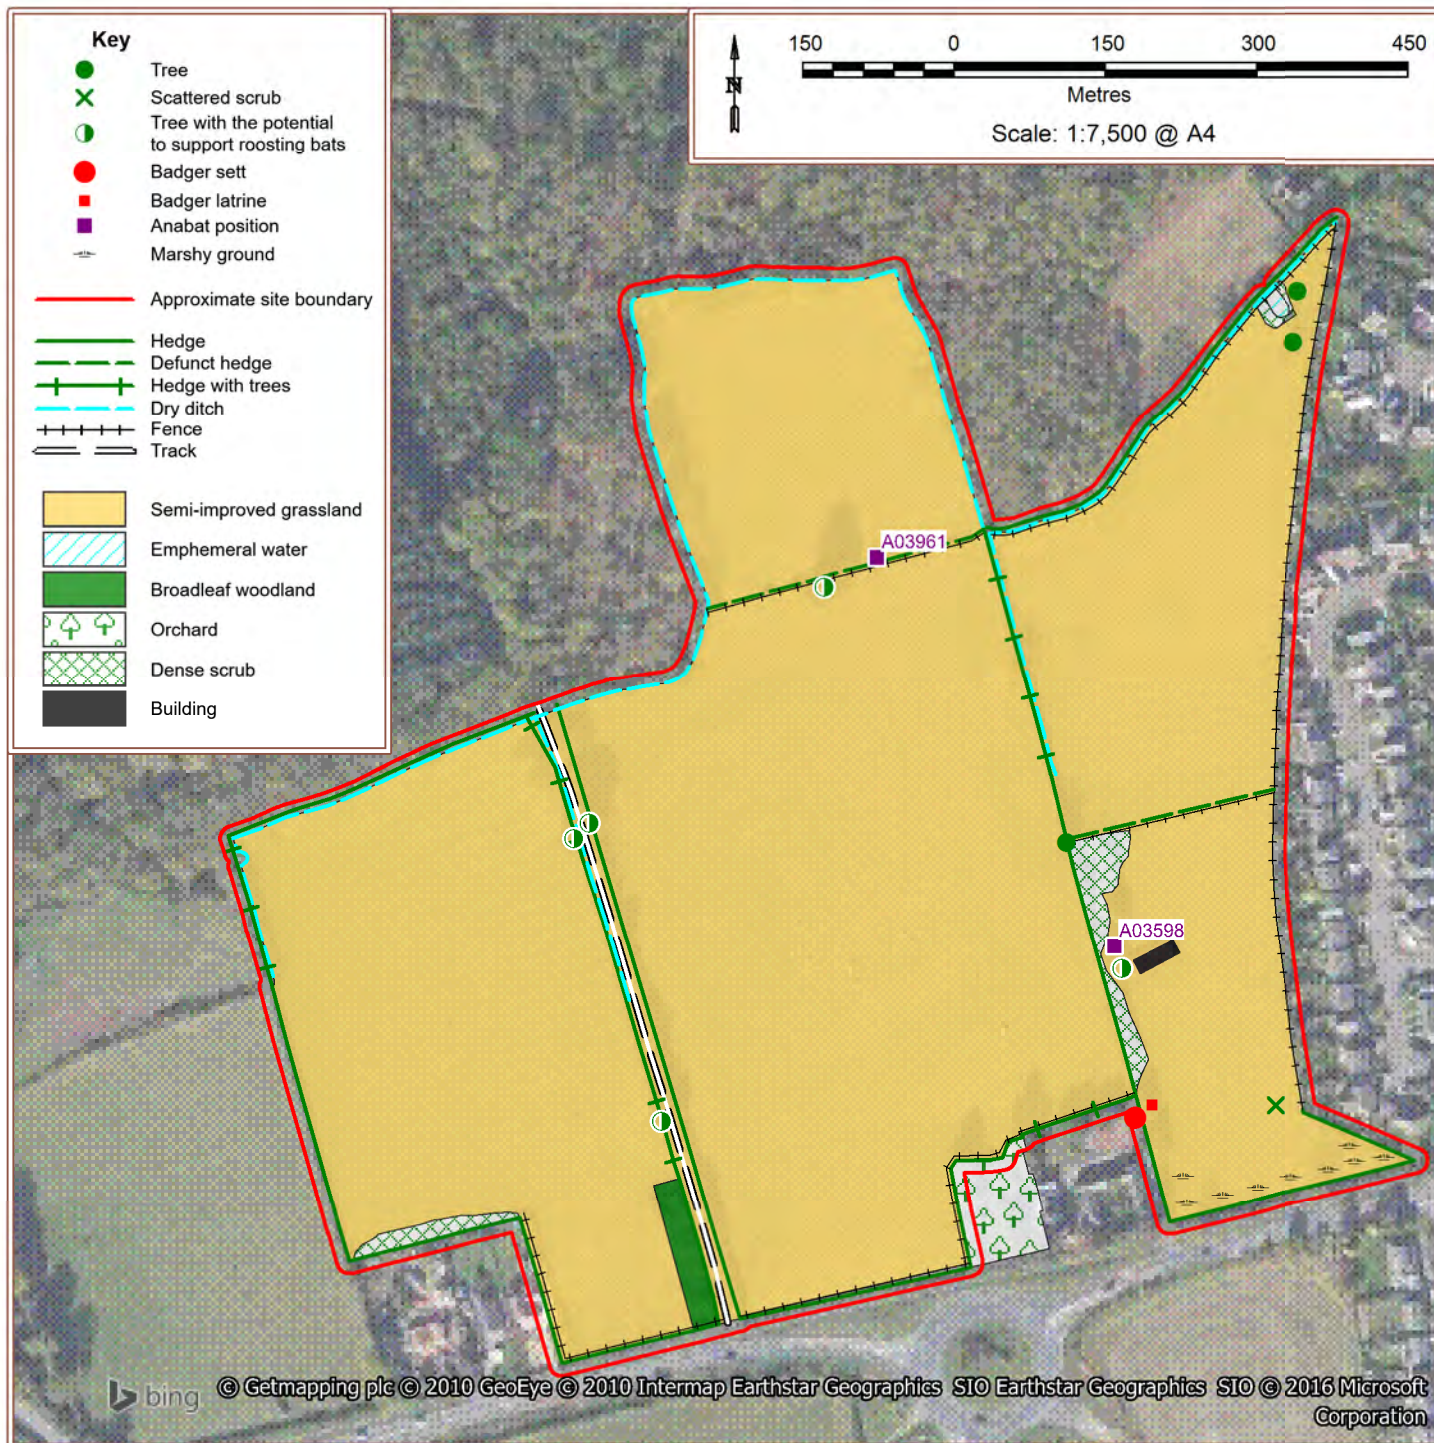 Key
Tree
Scattered scrub
Tree with the potential
to support roosting bats
Badger sett
Badger latrine
Anabat position
Marshy ground
Approximate site boundary
Hedge
Defunct hedge
Hedge with trees
Dry ditch
Fence
Track
Semi-improved grassland
Emphemeral water
Broadleaf woodland
Orchard
Dense scrub
Building
N
150 0 150 300 450
Metres
Scale: 1:7,500 @ A4
A03961
A03598
bing
© Getmapping plc © 2010 GeoEye © 2010 Intermap Earthstar Geographics SIO Earthstar Geographics SIO © 2016 Microsoft
Corporation